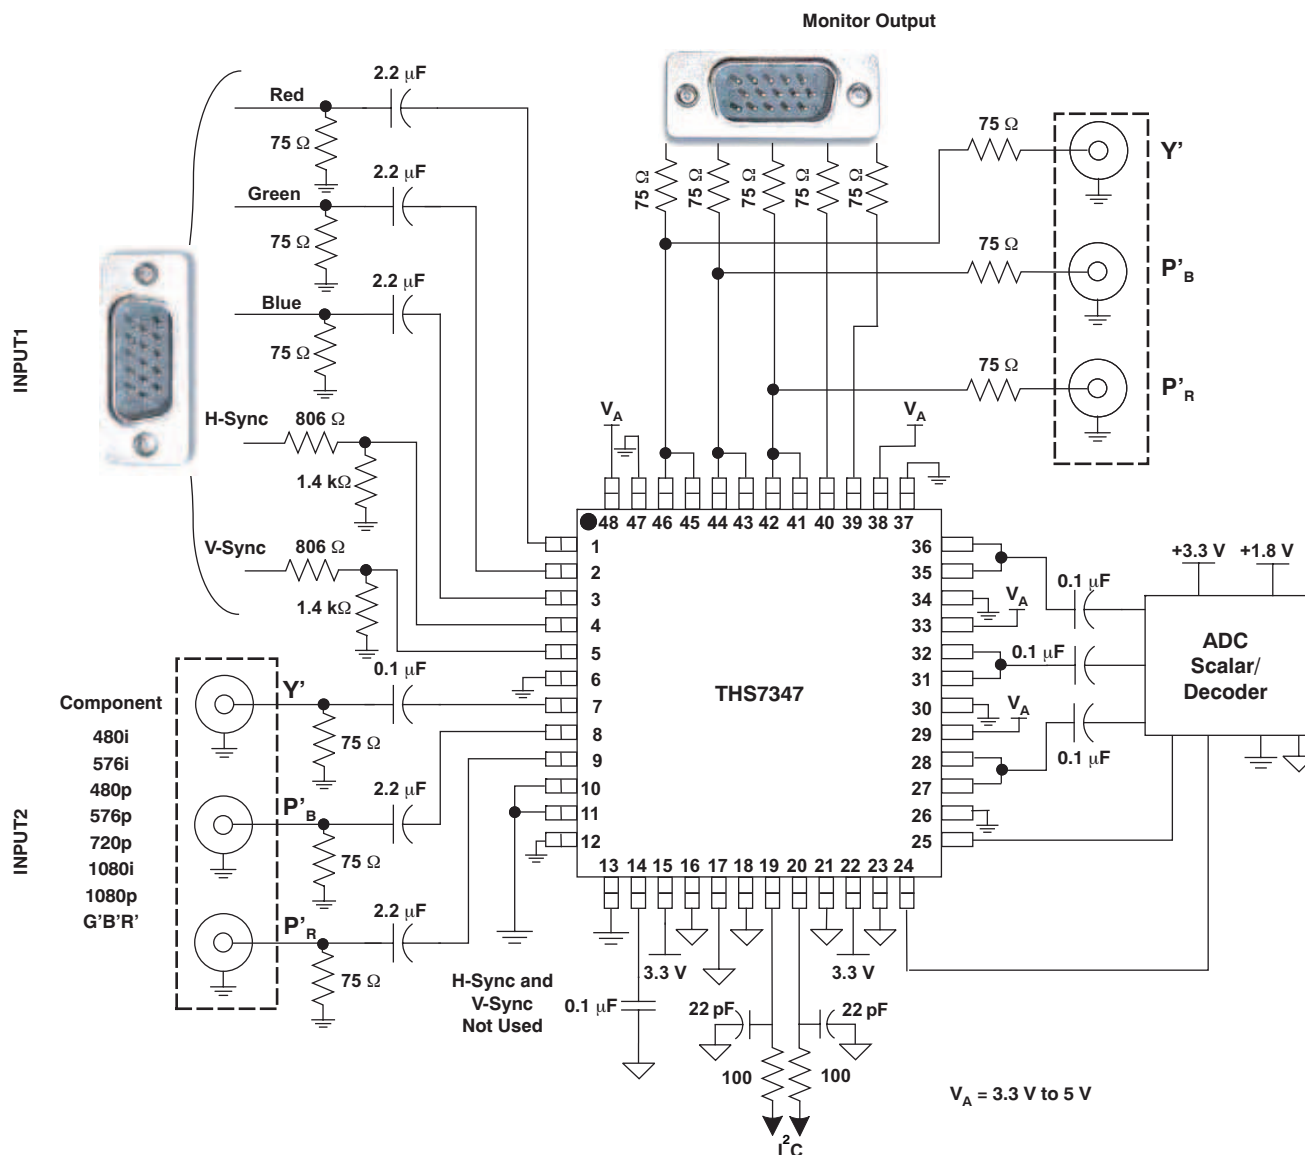 Monitor Output
INPUT1
Red
2.2 μF
75 Ω
Green
2.2 μF
75 Ω
Blue
2.2 μF
75 Ω
H-Sync
806 Ω
1.4 kΩ
V-Sync
806 Ω
1.4 kΩ
75 Ω
75 Ω
75 Ω
75 Ω
75 Ω
75 Ω
Y'
75 Ω
P'B
75 Ω
P'R
VA
VA
48 47 46 45 44 43 42 41 40 39 38 37
1
2
3
4
5
6
7
8
9
10
11
12
THS7347
36
35
34
33
32
31
30
29
28
27
26
25
13 14 15 16 17 18 19 20 21 22 23 24
VA
VA
0.1 μF
0.1 μF
0.1 μF
+3.3 V
+1.8 V
ADC
Scalar/
Decoder
INPUT2
Component
480i
576i
480p
576p
720p
1080i
1080p
G'B'R'
Y'
0.1 μF
75 Ω
P'B
2.2 μF
75 Ω
P'R
2.2 μF
75 Ω
H-Sync and
V-Sync
Not Used
0.1 μF
3.3 V
3.3 V
22 pF
22 pF
100
100
I2C
VA = 3.3 V to 5 V